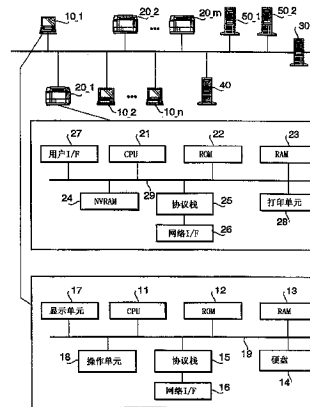 10_1
20_2
...
20_m
50_1
50_2
30
20_1
10_2
...
10_n
40
27
21
22
23
用户I/F
CPU
ROM
RAM
24
NVRAM
29
协议栈
25
打印单元
28
网络I/F
26
17
11
12
13
显示单元
CPU
ROM
RAM
18
操作单元
协议栈
15
19
硬盘
14
网络I/F
16